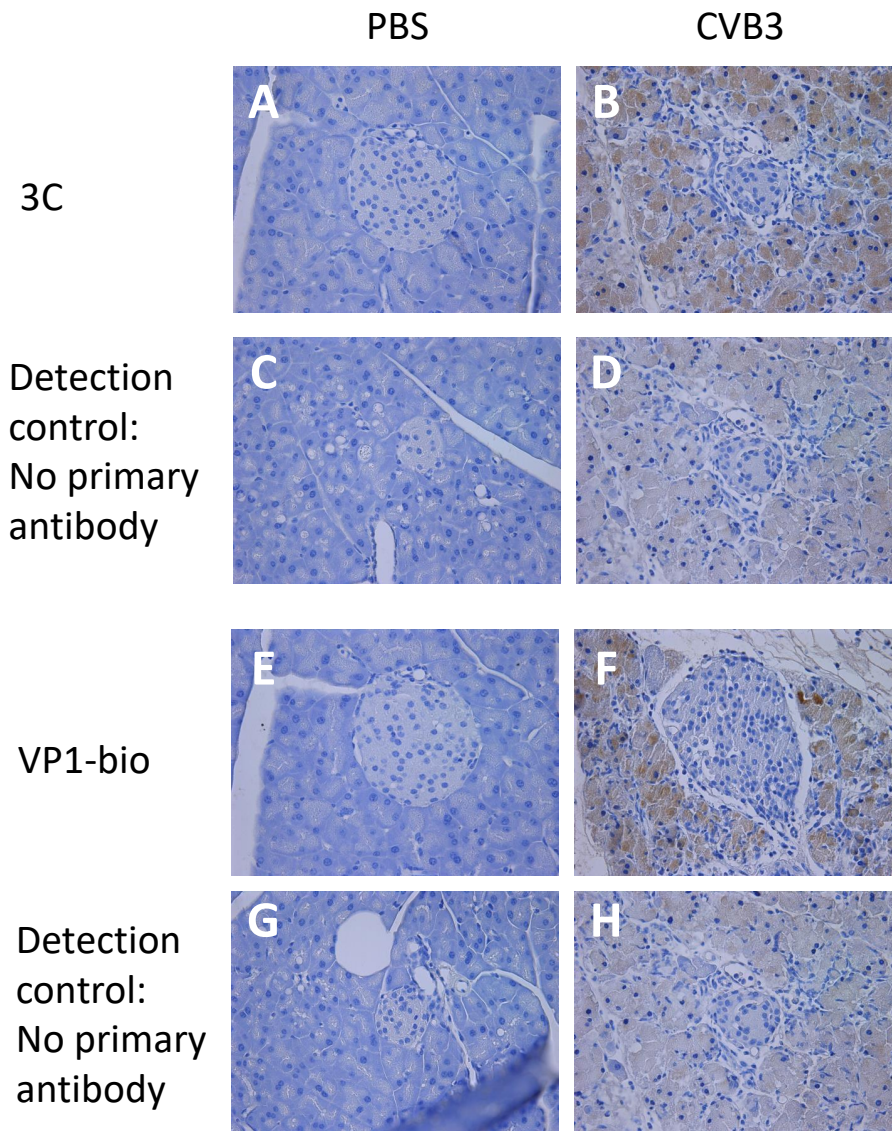 PBS CVB3
3C
A B
Detection
control:
No primary
antibody
C D
VP1-bio
E F
Detection
control:
No primary
antibody
G H